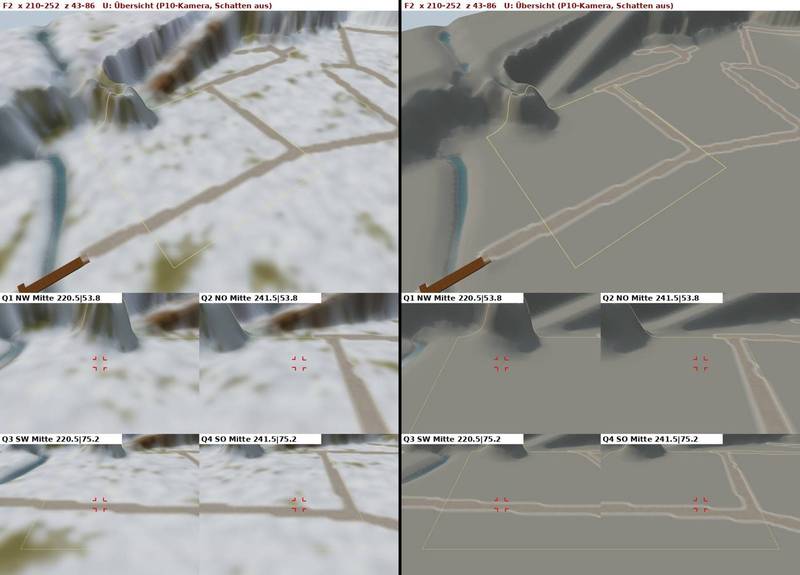 F2 x 210-252 z 43-86 U: Übersicht (P10-Kamera, Schatten aus)
F2 x 210-252 z 43-86 U: Übersicht (P10-Kamera, Schatten aus)
Q1 NW Mitte 220.5|53.8
Q2 NO Mitte 241.5|53.8
Q1 NW Mitte 220.5|53.8
Q2 NO Mitte 241.5|53.8
Q3 SW Mitte 220.5|75.2
Q4 SO Mitte 241.5|75.2
Q3 SW Mitte 220.5|75.2
Q4 SO Mitte 241.5|75.2